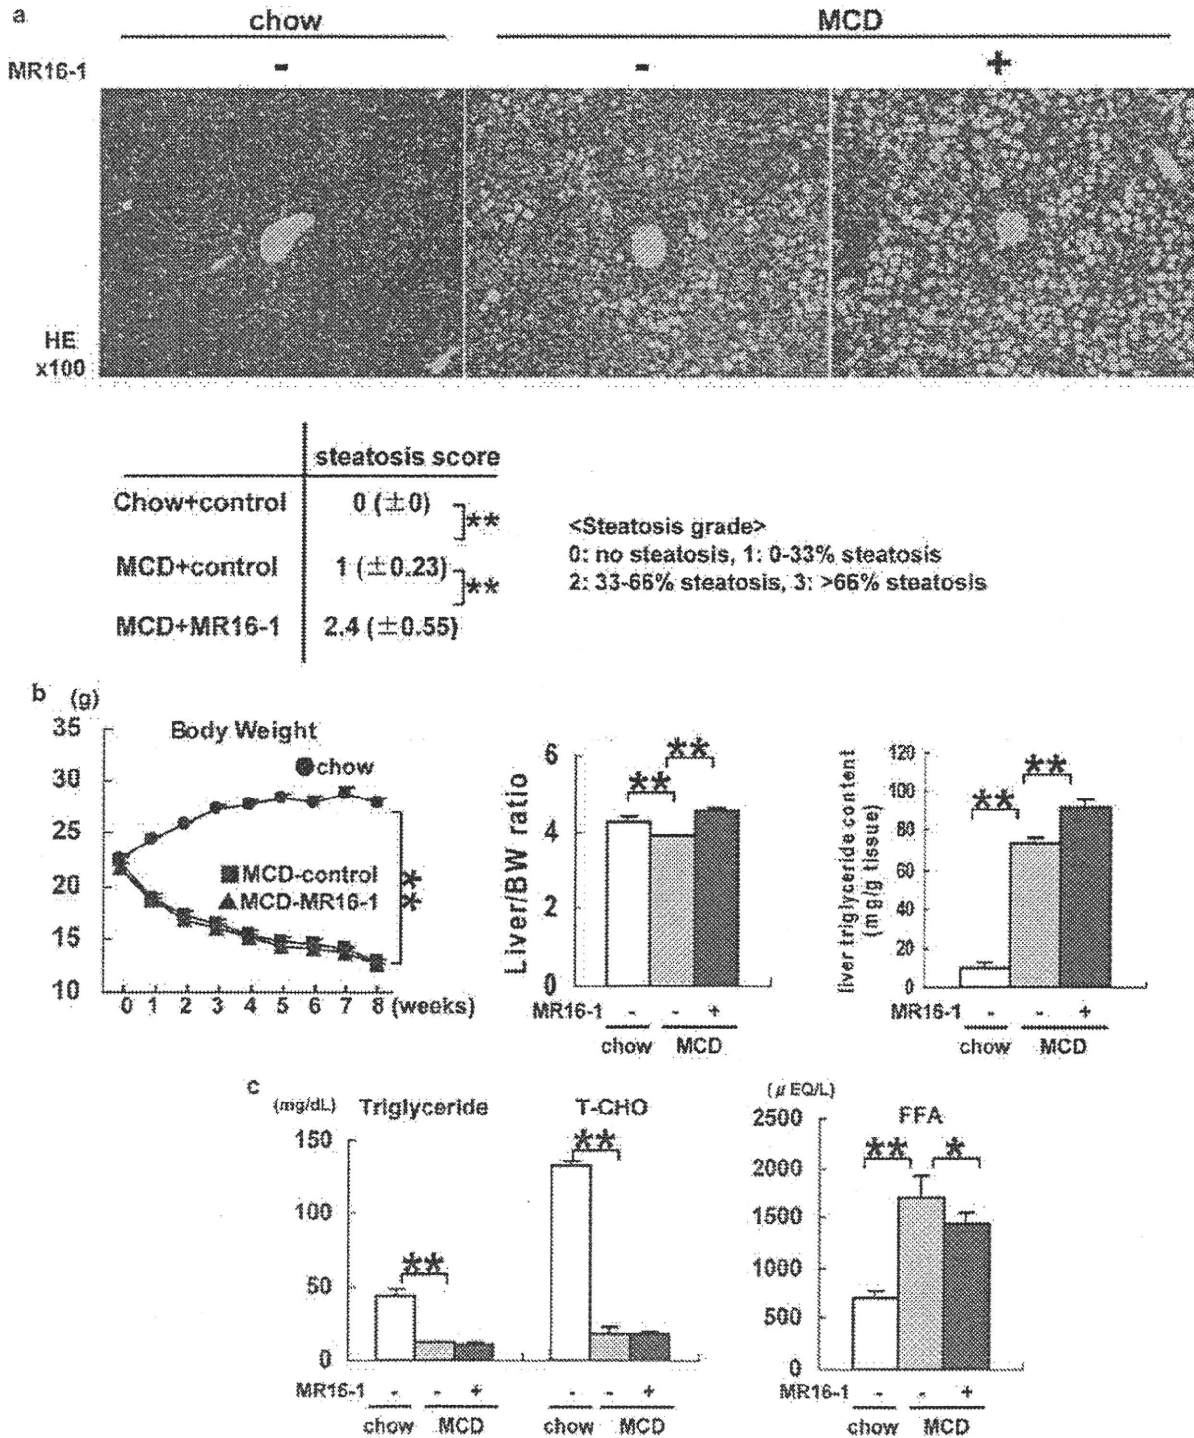 a
chow MCD
MR16-1 - - +
HE
x100
steatosis score
Chow+control 0 (±0)
**
MCD+control 1 (±0.23)
**
MCD+MR16-1 2.4 (±0.55)
<Steatosis grade>
0: no steatosis, 1: 0-33% steatosis
2: 33-66% steatosis, 3: >66% steatosis
b (g)
Body Weight
35
30
25
20
15
10
chow
MCD-control
MCD-MR16-1
**
0 1 2 3 4 5 6 7 8 (weeks)
Liver/BW ratio
6
4
2
0
** **
MR16-1 - - +
chow MCD
liver triglyceride content
(mg/g tissue)
120
100
80
60
40
20
0
** **
MR16-1 - - +
chow MCD
c
(mg/dL) Triglyceride T-CHO
150
100
50
0
** **
MR16-1 - - + - - +
chow MCD chow MCD
(μEQ/L)
FFA
2500
2000
1500
1000
500
0
** *
MR16-1 - - +
chow MCD